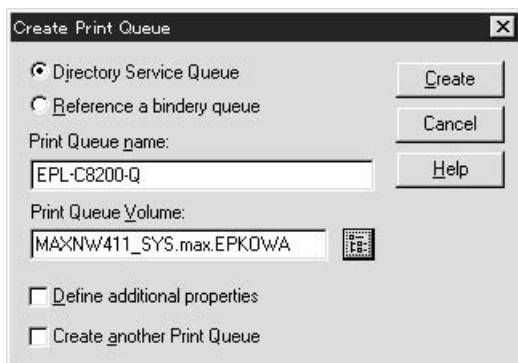 Create Print Queue
Directory Service Queue
Reference a bindery queue
Print Queue name:
EPL-C8200-Q
Print Queue Volume:
MAXNW411_SYS.max.EPKOWA
Define additional properties
Create another Print Queue
Create
Cancel
Help